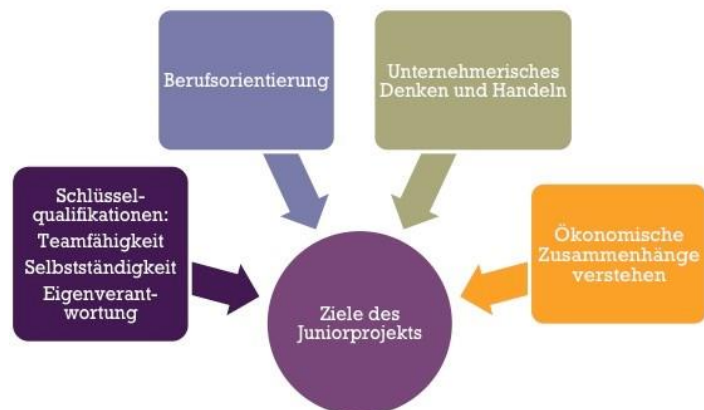 Berufsorientierung
Unternehmerisches
Denken und Handeln
Schlüssel-
qualifikationen:
Teamfähigkeit
Selbstständigkeit
Eigenverant-
wortung
Ökonomische
Zusammenhänge
verstehen
Ziele des
Juniorprojekts